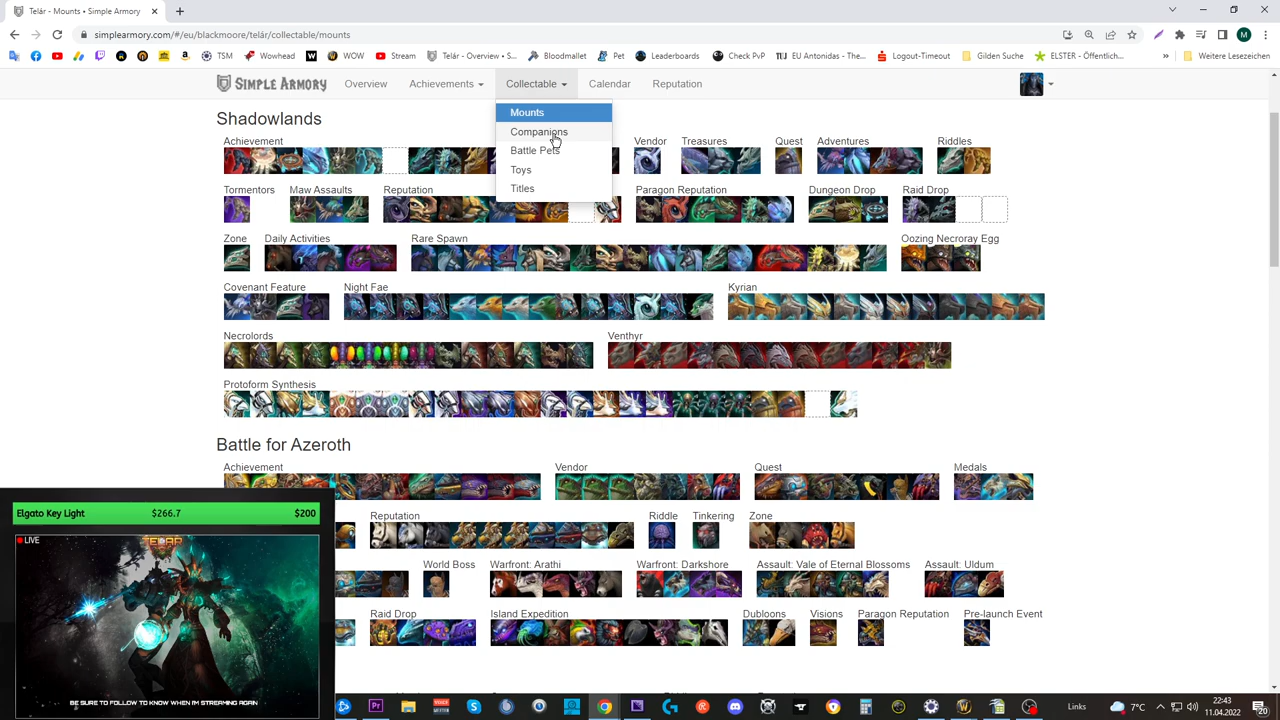 Telár - Mounts • Simple Armory
simplearmory.com/#/eu/blackmoore/telár/collectable/mounts
TSM Wowhead WOW Stream Telár - Overview • S... Bloodmallet Pet Leaderboards Check PvP EU Antonidas - The... Logout-Timeout Gilden Suche ELSTER - Öffentlich... » Weitere Lesezeichen
SIMPLE ARMORY Overview Achievements Collectable Calendar Reputation
Mounts
Companions
Battle Pets
Toys
Titles
Shadowlands
Achievement Vendor Treasures Quest Adventures Riddles
Tormentors Maw Assaults Reputation Paragon Reputation Dungeon Drop Raid Drop
Zone Daily Activities Rare Spawn Oozing Necroray Egg
Covenant Feature Night Fae Kyrian
Necrolords Venthyr
Protoform Synthesis
Battle for Azeroth
Achievement Vendor Quest Medals
Reputation Riddle Tinkering Zone
World Boss Warfront: Arathi Warfront: Darkshore Assault: Vale of Eternal Blossoms Assault: Uldum
Raid Drop Island Expedition Dubloons Visions Paragon Reputation Pre-launch Event
Elgato Key Light $266.7 $200
LIVE
TELAR
BE SURE TO FOLLOW TO KNOW WHEN I'M STREAMING AGAIN
Links 7°C
22:43
11.04.2022